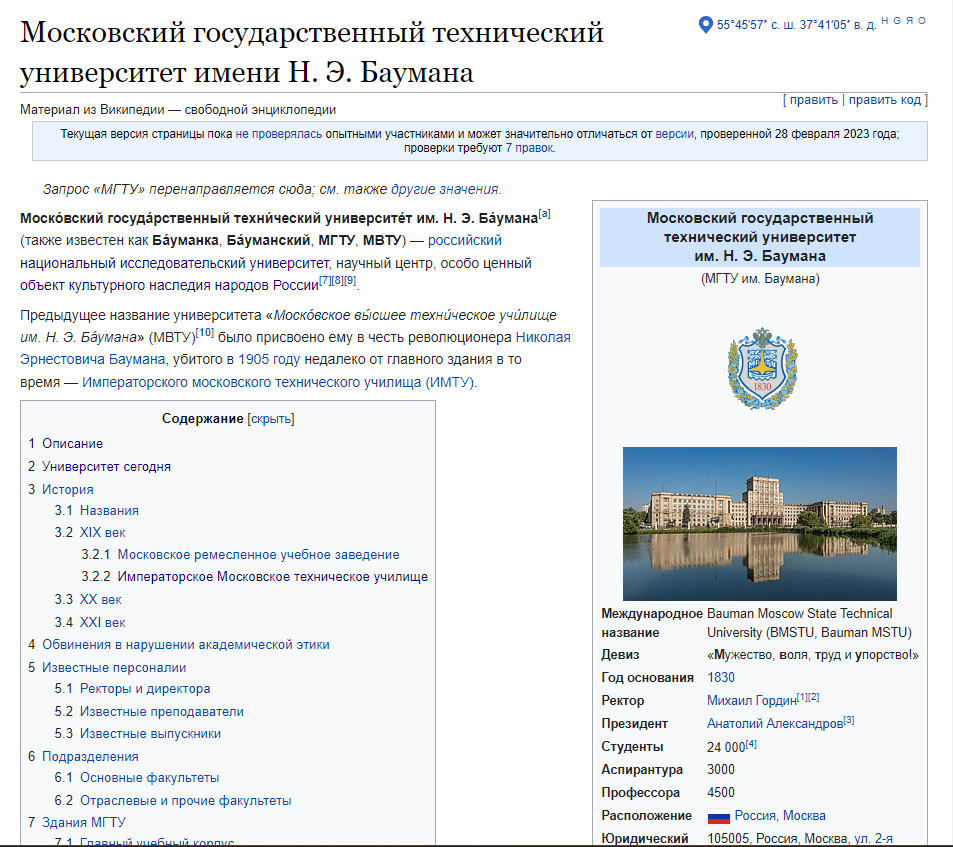 Московский государственный технический
университет имени Н. Э. Баумана
55°45′57″ с. ш. 37°41′05″ в. д. H G Я O
[ править | править код ]
Материал из Википедии — свободной энциклопедии
Текущая версия страницы пока не проверялась опытными участниками и может значительно отличаться от версии, проверенной 28 февраля 2023 года;
проверки требуют 7 правок.
Запрос «МГТУ» перенаправляется сюда; см. также другие значения.
Моско́вский госуда́рственный техни́ческий университе́т им. Н. Э. Ба́умана[a]
(также известен как Ба́уманка, Ба́уманский, МГТУ, МВТУ) — российский
национальный исследовательский университет, научный центр, особо ценный
объект культурного наследия народов России[7][8][9].
Предыдущее название университета «Моско́вское вы́сшее техни́ческое учи́лище
им. Н. Э. Ба́умана» (МВТУ)[10] было присвоено ему в честь революционера Николая
Эрнестовича Баумана, убитого в 1905 году недалеко от главного здания в то
время — Императорского московского технического училища (ИМТУ).
Содержание [скрыть]
1 Описание
2 Университет сегодня
3 История
3.1 Названия
3.2 XIX век
3.2.1 Московское ремесленное учебное заведение
3.2.2 Императорское Московское техническое училище
3.3 XX век
3.4 XXI век
4 Обвинения в нарушении академической этики
5 Известные персоналии
5.1 Ректоры и директора
5.2 Известные преподаватели
5.3 Известные выпускники
6 Подразделения
6.1 Основные факультеты
6.2 Отраслевые и прочие факультеты
7 Здания МГТУ
7.1 Главный учебный корпус
Московский государственный
технический университет
им. Н. Э. Баумана
(МГТУ им. Баумана)
1830
Международное Bauman Moscow State Technical
название University (BMSTU, Bauman MSTU)
Девиз «Мужество, воля, труд и упорство!»
Год основания 1830
Ректор Михаил Гордин[1][2]
Президент Анатолий Александров[3]
Студенты 24 000[4]
Аспирантура 3000
Профессора 4500
Расположение Россия, Москва
Юридический 105005, Россия, Москва, ул. 2-я